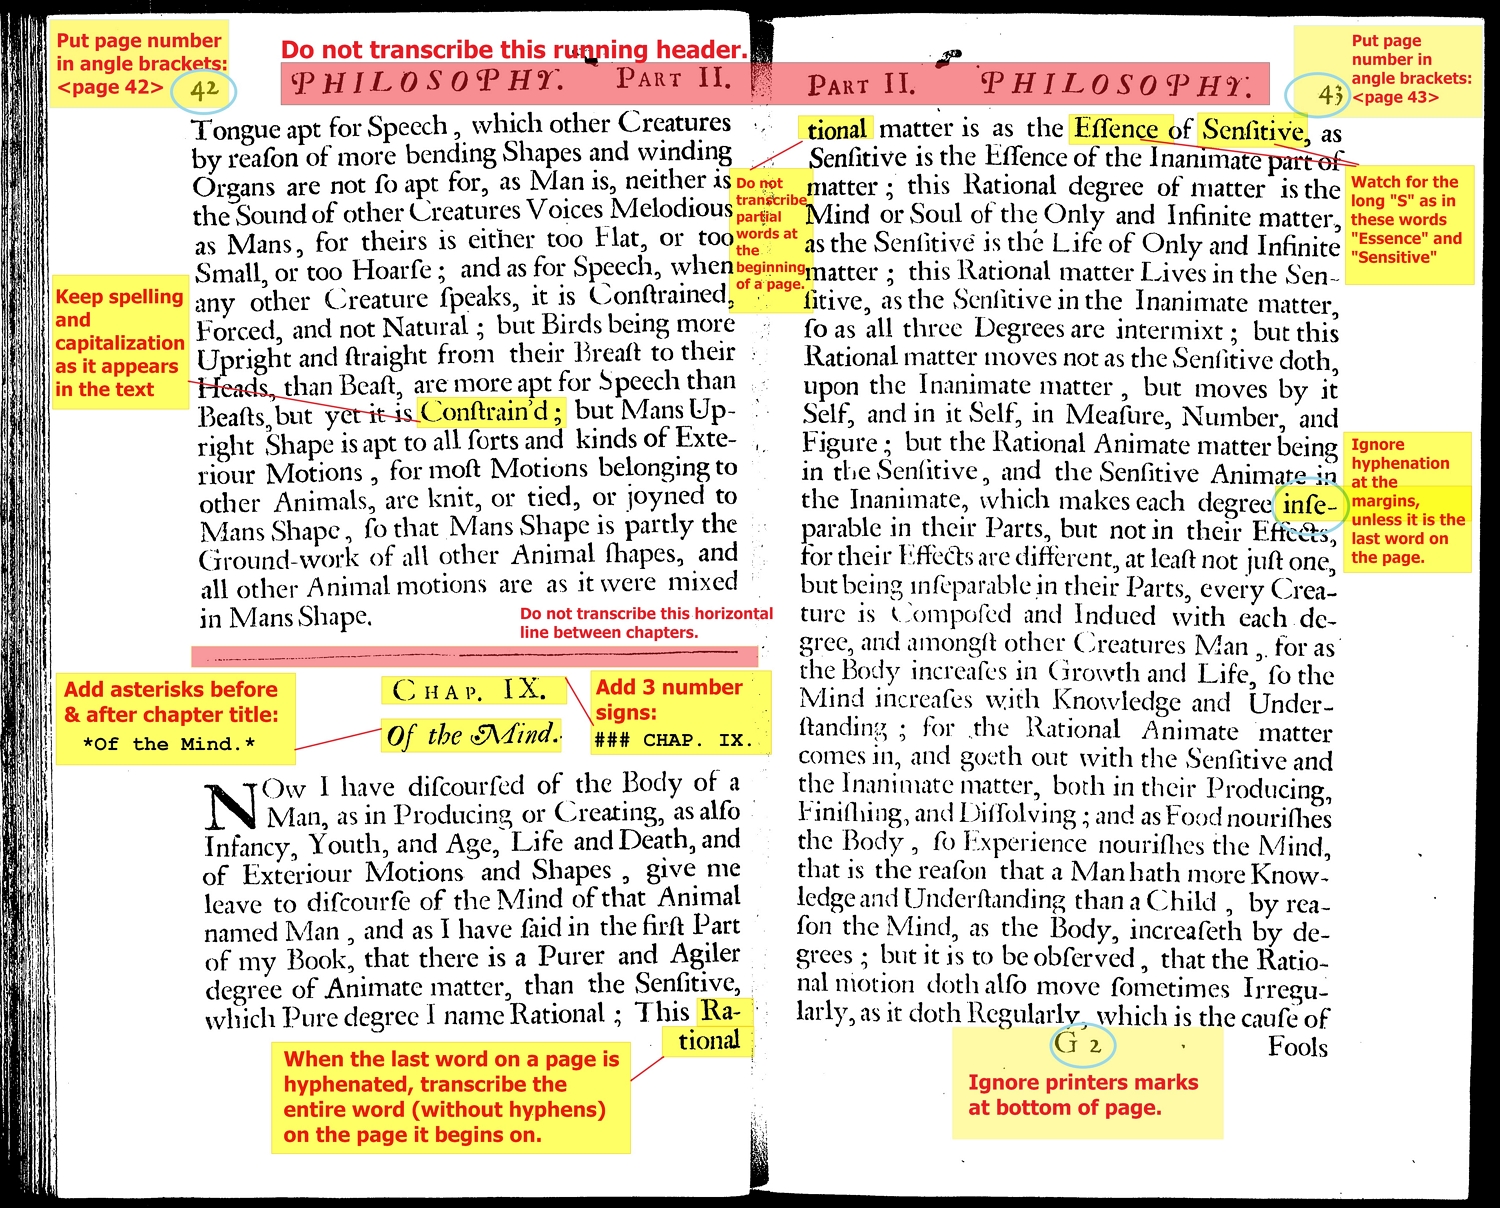 Put page number
in angle brackets:
<page 42>
42
Do not transcribe this running header.
PHILOSOPHY. PART II.
Tongue apt for Speech, which other Creatures
by reaſon of more bending Shapes and winding
Organs are not ſo apt for, as Man is, neither is
the Sound of other Creatures Voices Melodious
as Mans, for theirs is either too Flat, or too
Small, or too Hoarſe; and as for Speech, when
any other Creature ſpeaks, it is Conſtrained,
Forced, and not Natural; but Birds being more
Upright and ſtraight from their Breaſt to their
Heads, than Beaſt, are more apt for Speech than
Beaſts, but yet it is Conſtrain'd; but Mans Up-
right Shape is apt to all ſorts and kinds of Exte-
riour Motions, for moſt Motions belonging to
other Animals, are knit, or tied, or joyned to
Mans Shape, ſo that Mans Shape is partly the
Ground-work of all other Animal ſhapes, and
all other Animal motions are as it were mixed
in Mans Shape.
Keep spelling
and
capitalization
as it appears
in the text
Do not transcribe this horizontal
line between chapters.
CHAP. IX.
Of the Mind.
Add asterisks before
& after chapter title:
*Of the Mind.*
Add 3 number
signs:
### CHAP. IX.
NOw I have diſcourſed of the Body of a
Man, as in Producing or Creating, as alſo
Infancy, Youth, and Age, Life and Death, and
of Exteriour Motions and Shapes, give me
leave to diſcourſe of the Mind of that Animal
named Man, and as I have ſaid in the firſt Part
of my Book, that there is a Purer and Agiler
degree of Animate matter, than the Senſitive,
which Pure degree I name Rational; This Ra-
tional
When the last word on a page is
hyphenated, transcribe the
entire word (without hyphens)
on the page it begins on.
PART II. PHILOSOPHY.
43
Put page
number in
angle brackets:
<page 43>
tional matter is as the Eſſence of Senſitive, as
Senſitive is the Eſſence of the Inanimate part of
matter; this Rational degree of matter is the
Mind or Soul of the Only and Infinite matter,
as the Senſitive is the Life of Only and Infinite
matter; this Rational matter Lives in the Sen-
ſitive, as the Senſitive in the Inanimate matter,
ſo as all three Degrees are intermixt; but this
Rational matter moves not as the Senſitive doth,
upon the Inanimate matter, but moves by it
Self, and in it Self, in Meaſure, Number, and
Figure; but the Rational Animate matter being
in the Senſitive, and the Senſitive Animate in
the Inanimate, which makes each degree inſe-
parable in their Parts, but not in their Effects,
for their Effects are different, at leaſt not juſt one,
but being inſeparable in their Parts, every Crea-
ture is Compoſed and Indued with each de-
gree, and amongſt other Creatures Man, for as
the Body increaſes in Growth and Life, ſo the
Mind increaſes with Knowledge and Under-
ſtanding; for the Rational Animate matter
comes in, and goeth out with the Senſitive and
the Inanimate matter, both in their Producing,
Finiſhing, and Diſſolving; and as Food nouriſhes
the Body, ſo Experience nouriſhes the Mind,
that is the reaſon that a Man hath more Know-
ledge and Underſtanding than a Child, by rea-
ſon the Mind, as the Body, increaſeth by de-
grees; but it is to be obſerved, that the Ratio-
nal motion doth alſo move ſometimes Irregu-
larly, as it doth Regularly, which is the cauſe of
G 2 Fools
Do not
transcribe
partial
words at
the
beginning
of a page.
Watch for the
long "S" as in
these words
"Essence" and
"Sensitive"
Ignore
hyphenation
at the
margins,
unless it is the
last word on
the page.
Ignore printers marks
at bottom of page.